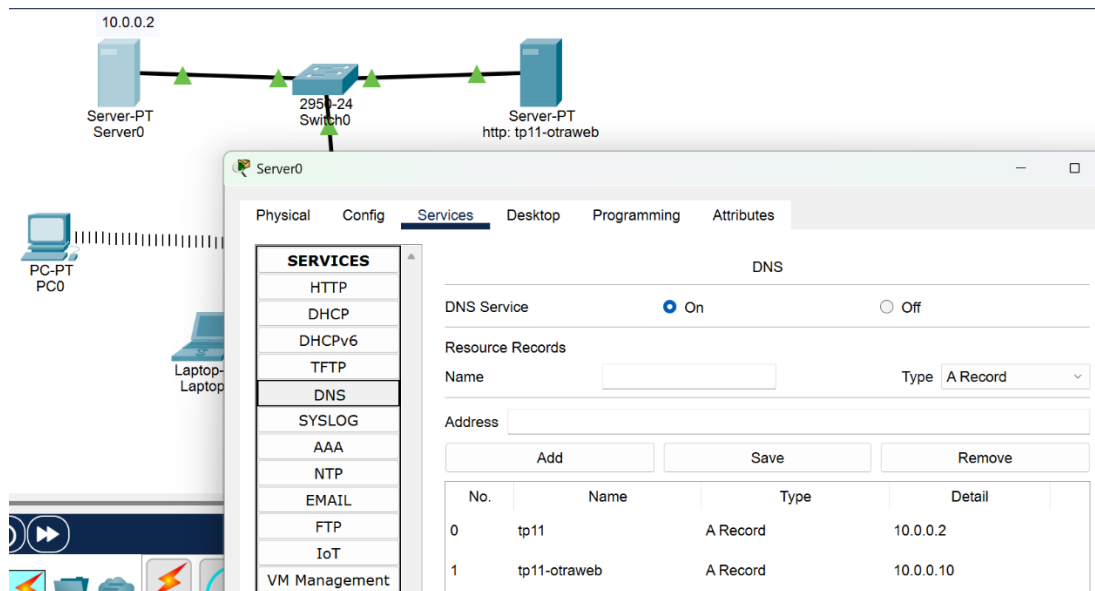 10.0.0.2
Server-PT
Server0
2950-24
Switch0
Server-PT
http: tp11-otraweb
PC-PT
PC0
Laptop-
Laptop
Server0
Physical Config Services Desktop Programming Attributes
SERVICES
HTTP
DHCP
DHCPv6
TFTP
DNS
SYSLOG
AAA
NTP
EMAIL
FTP
IoT
VM Management
DNS
DNS Service On Off
Resource Records
Name Type A Record
Address
Add Save Remove
No. Name Type Detail
0 tp11 A Record 10.0.0.2
1 tp11-otraweb A Record 10.0.0.10